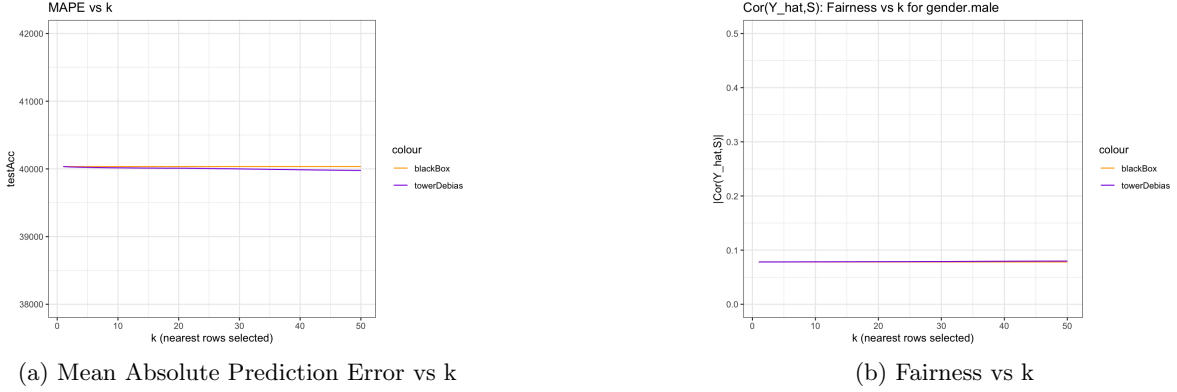 MAPE vs k
42000
41000
40000
39000
38000
testAcc
0
10
20
30
40
50
k (nearest rows selected)
colour
blackBox
towerDebias
(a) Mean Absolute Prediction Error vs k
Cor(Y_hat,S): Fairness vs k for gender.male
0.5
0.4
0.3
0.2
0.1
0.0
|Cor(Y_hat,S)|
0
10
20
30
40
50
k (nearest rows selected)
colour
blackBox
towerDebias
(b) Fairness vs k